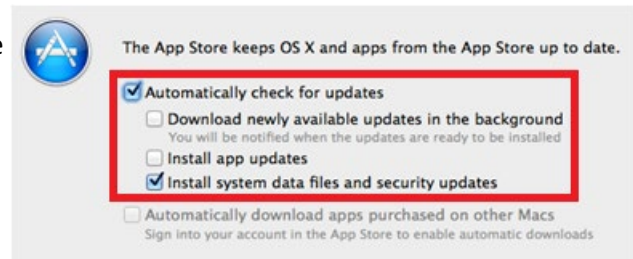 e
The App Store keeps OS X and apps from the App Store up to date.
Automatically check for updates
Download newly available updates in the background
You will be notified when the updates are ready to be installed
Install app updates
Install system data files and security updates
Automatically download apps purchased on other Macs
Sign into your account in the App Store to enable automatic downloads